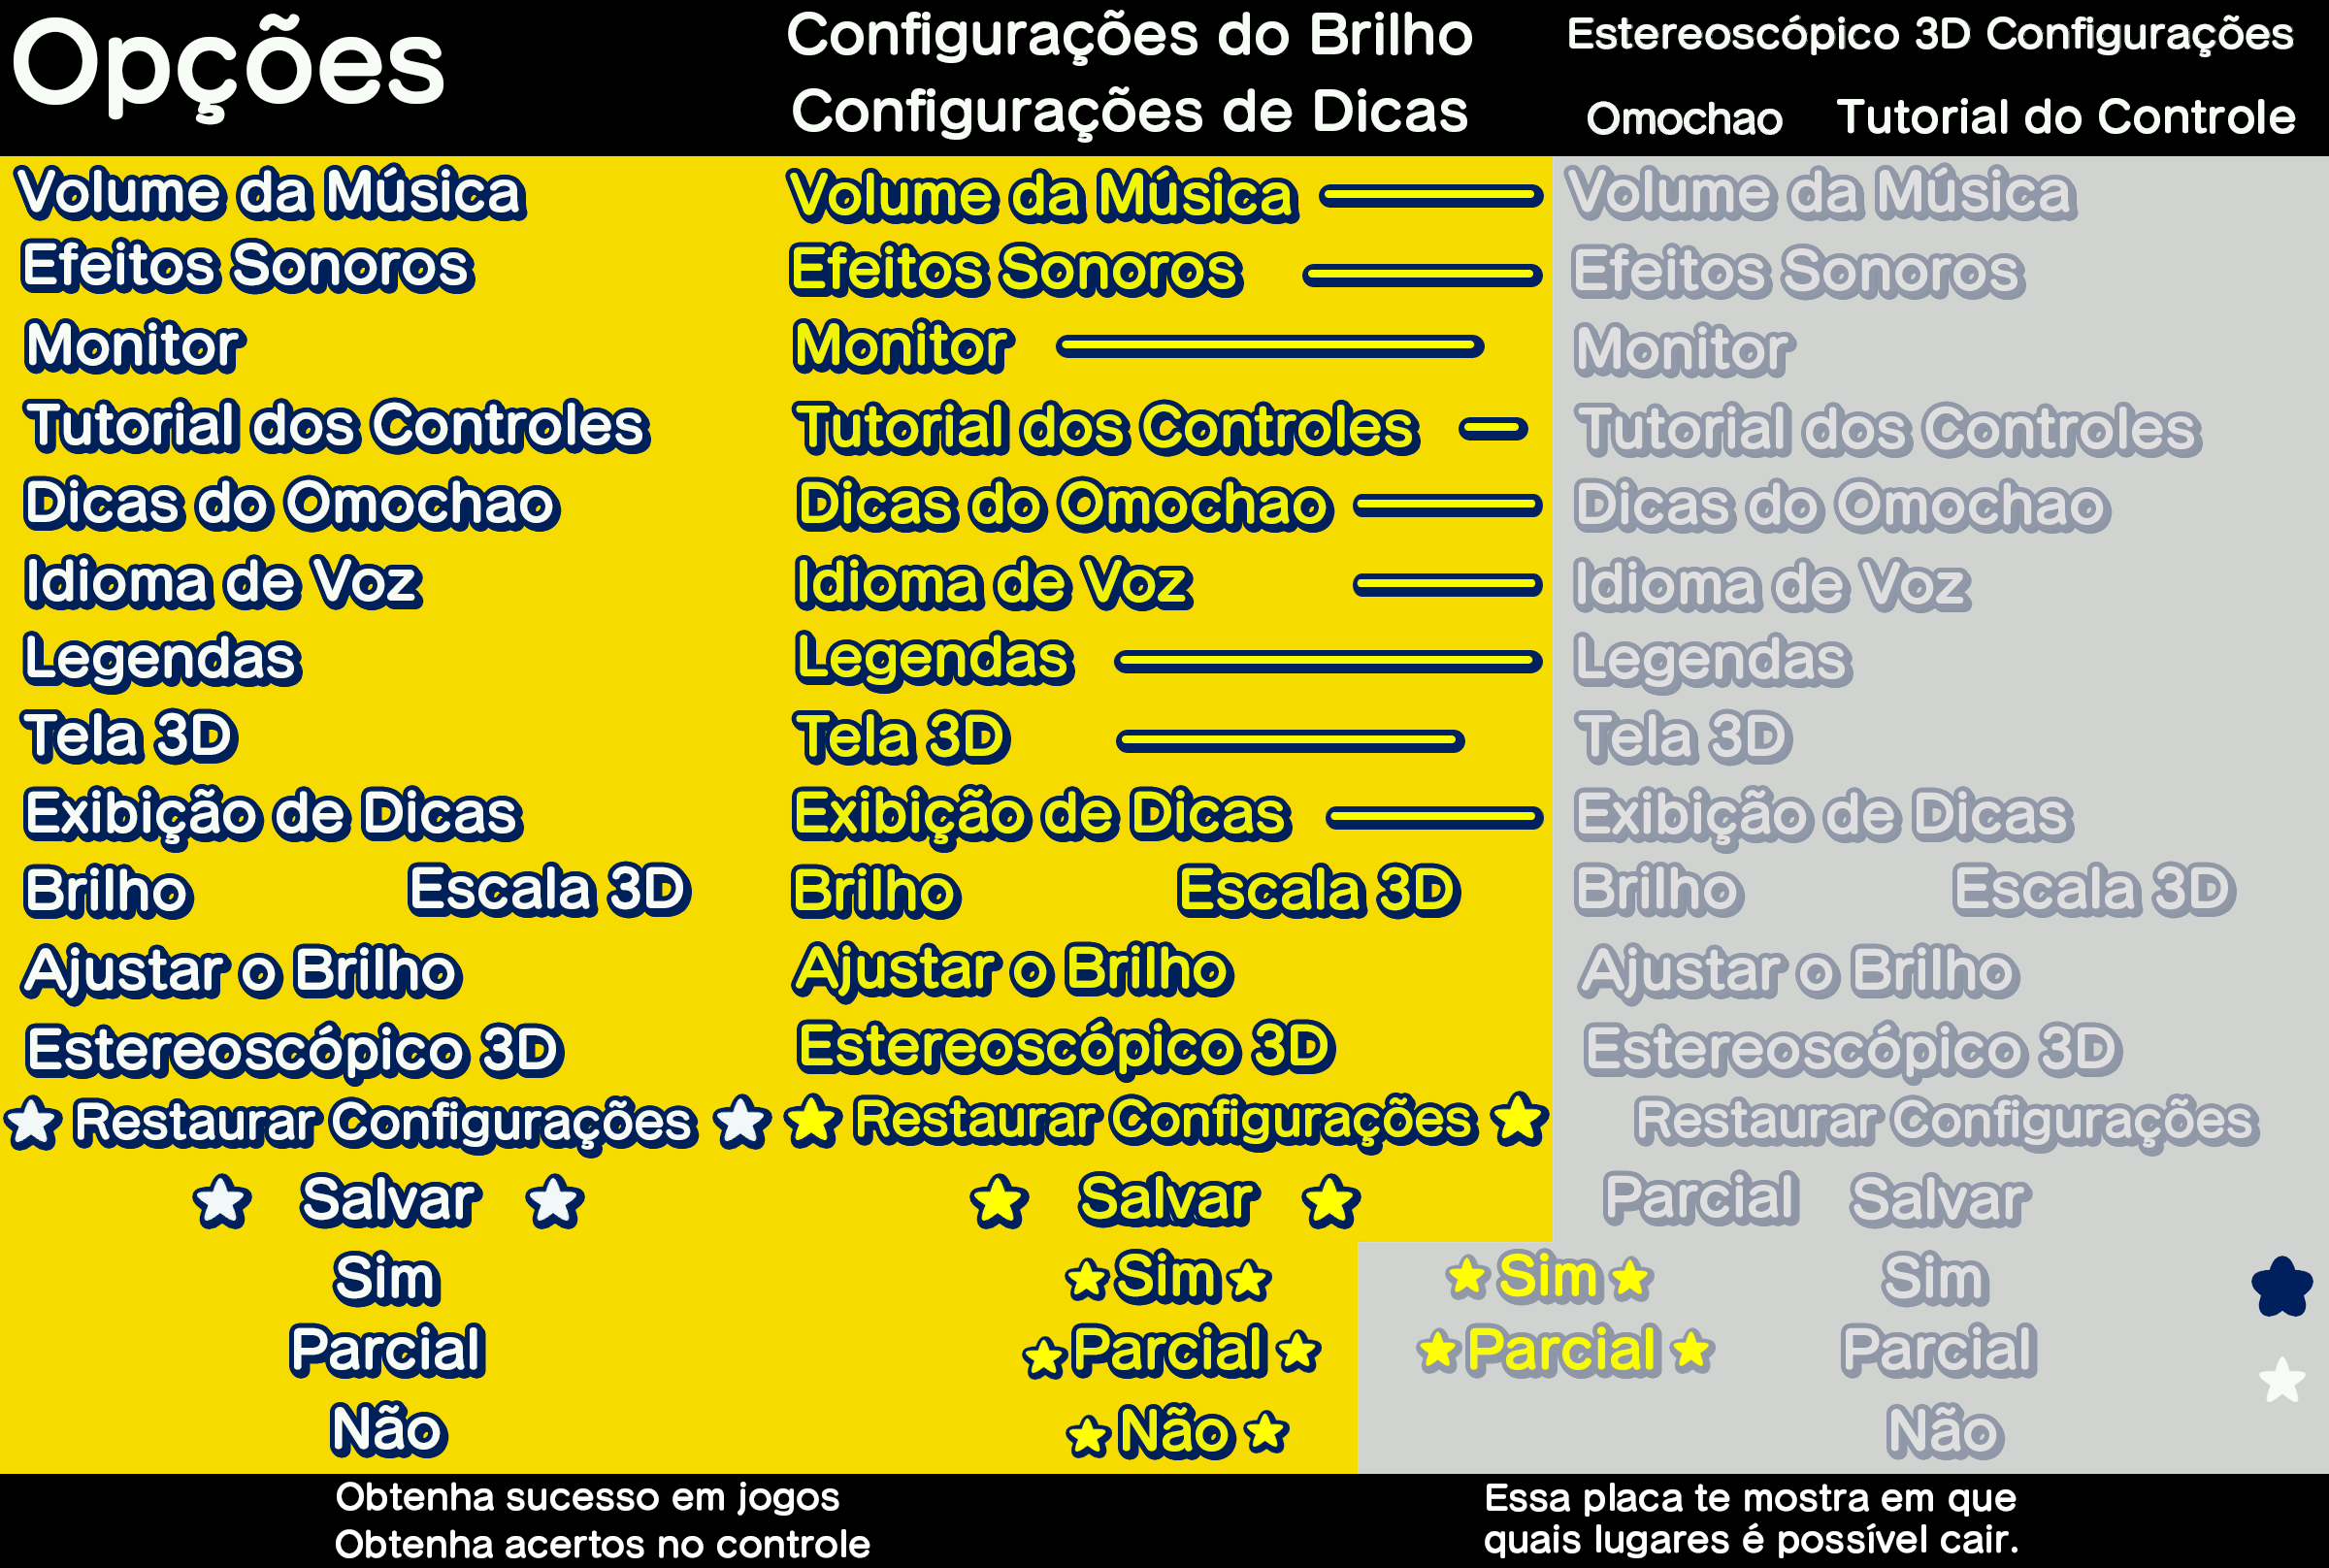 Opções
Configurações do Brilho
Configurações de Dicas
Estereoscópico 3D Configurações
Omochao
Tutorial do Controle
Volume da Música
Efeitos Sonoros
Monitor
Tutorial dos Controles
Dicas do Omochao
Idioma de Voz
Legendas
Tela 3D
Exibição de Dicas
Brilho
Escala 3D
Ajustar o Brilho
Estereoscópico 3D
Restaurar Configurações
Salvar
Sim
Parcial
Não
Volume da Música
Efeitos Sonoros
Monitor
Tutorial dos Controles
Dicas do Omochao
Idioma de Voz
Legendas
Tela 3D
Exibição de Dicas
Brilho
Escala 3D
Ajustar o Brilho
Estereoscópico 3D
Restaurar Configurações
Salvar
Sim
Parcial
Não
Volume da Música
Efeitos Sonoros
Monitor
Tutorial dos Controles
Dicas do Omochao
Idioma de Voz
Legendas
Tela 3D
Exibição de Dicas
Brilho
Escala 3D
Ajustar o Brilho
Estereoscópico 3D
Restaurar Configurações
Parcial
Salvar
Sim
Sim
Parcial
Parcial
Não
Obtenha sucesso em jogos
Obtenha acertos no controle
Essa placa te mostra em que
quais lugares é possível cair.